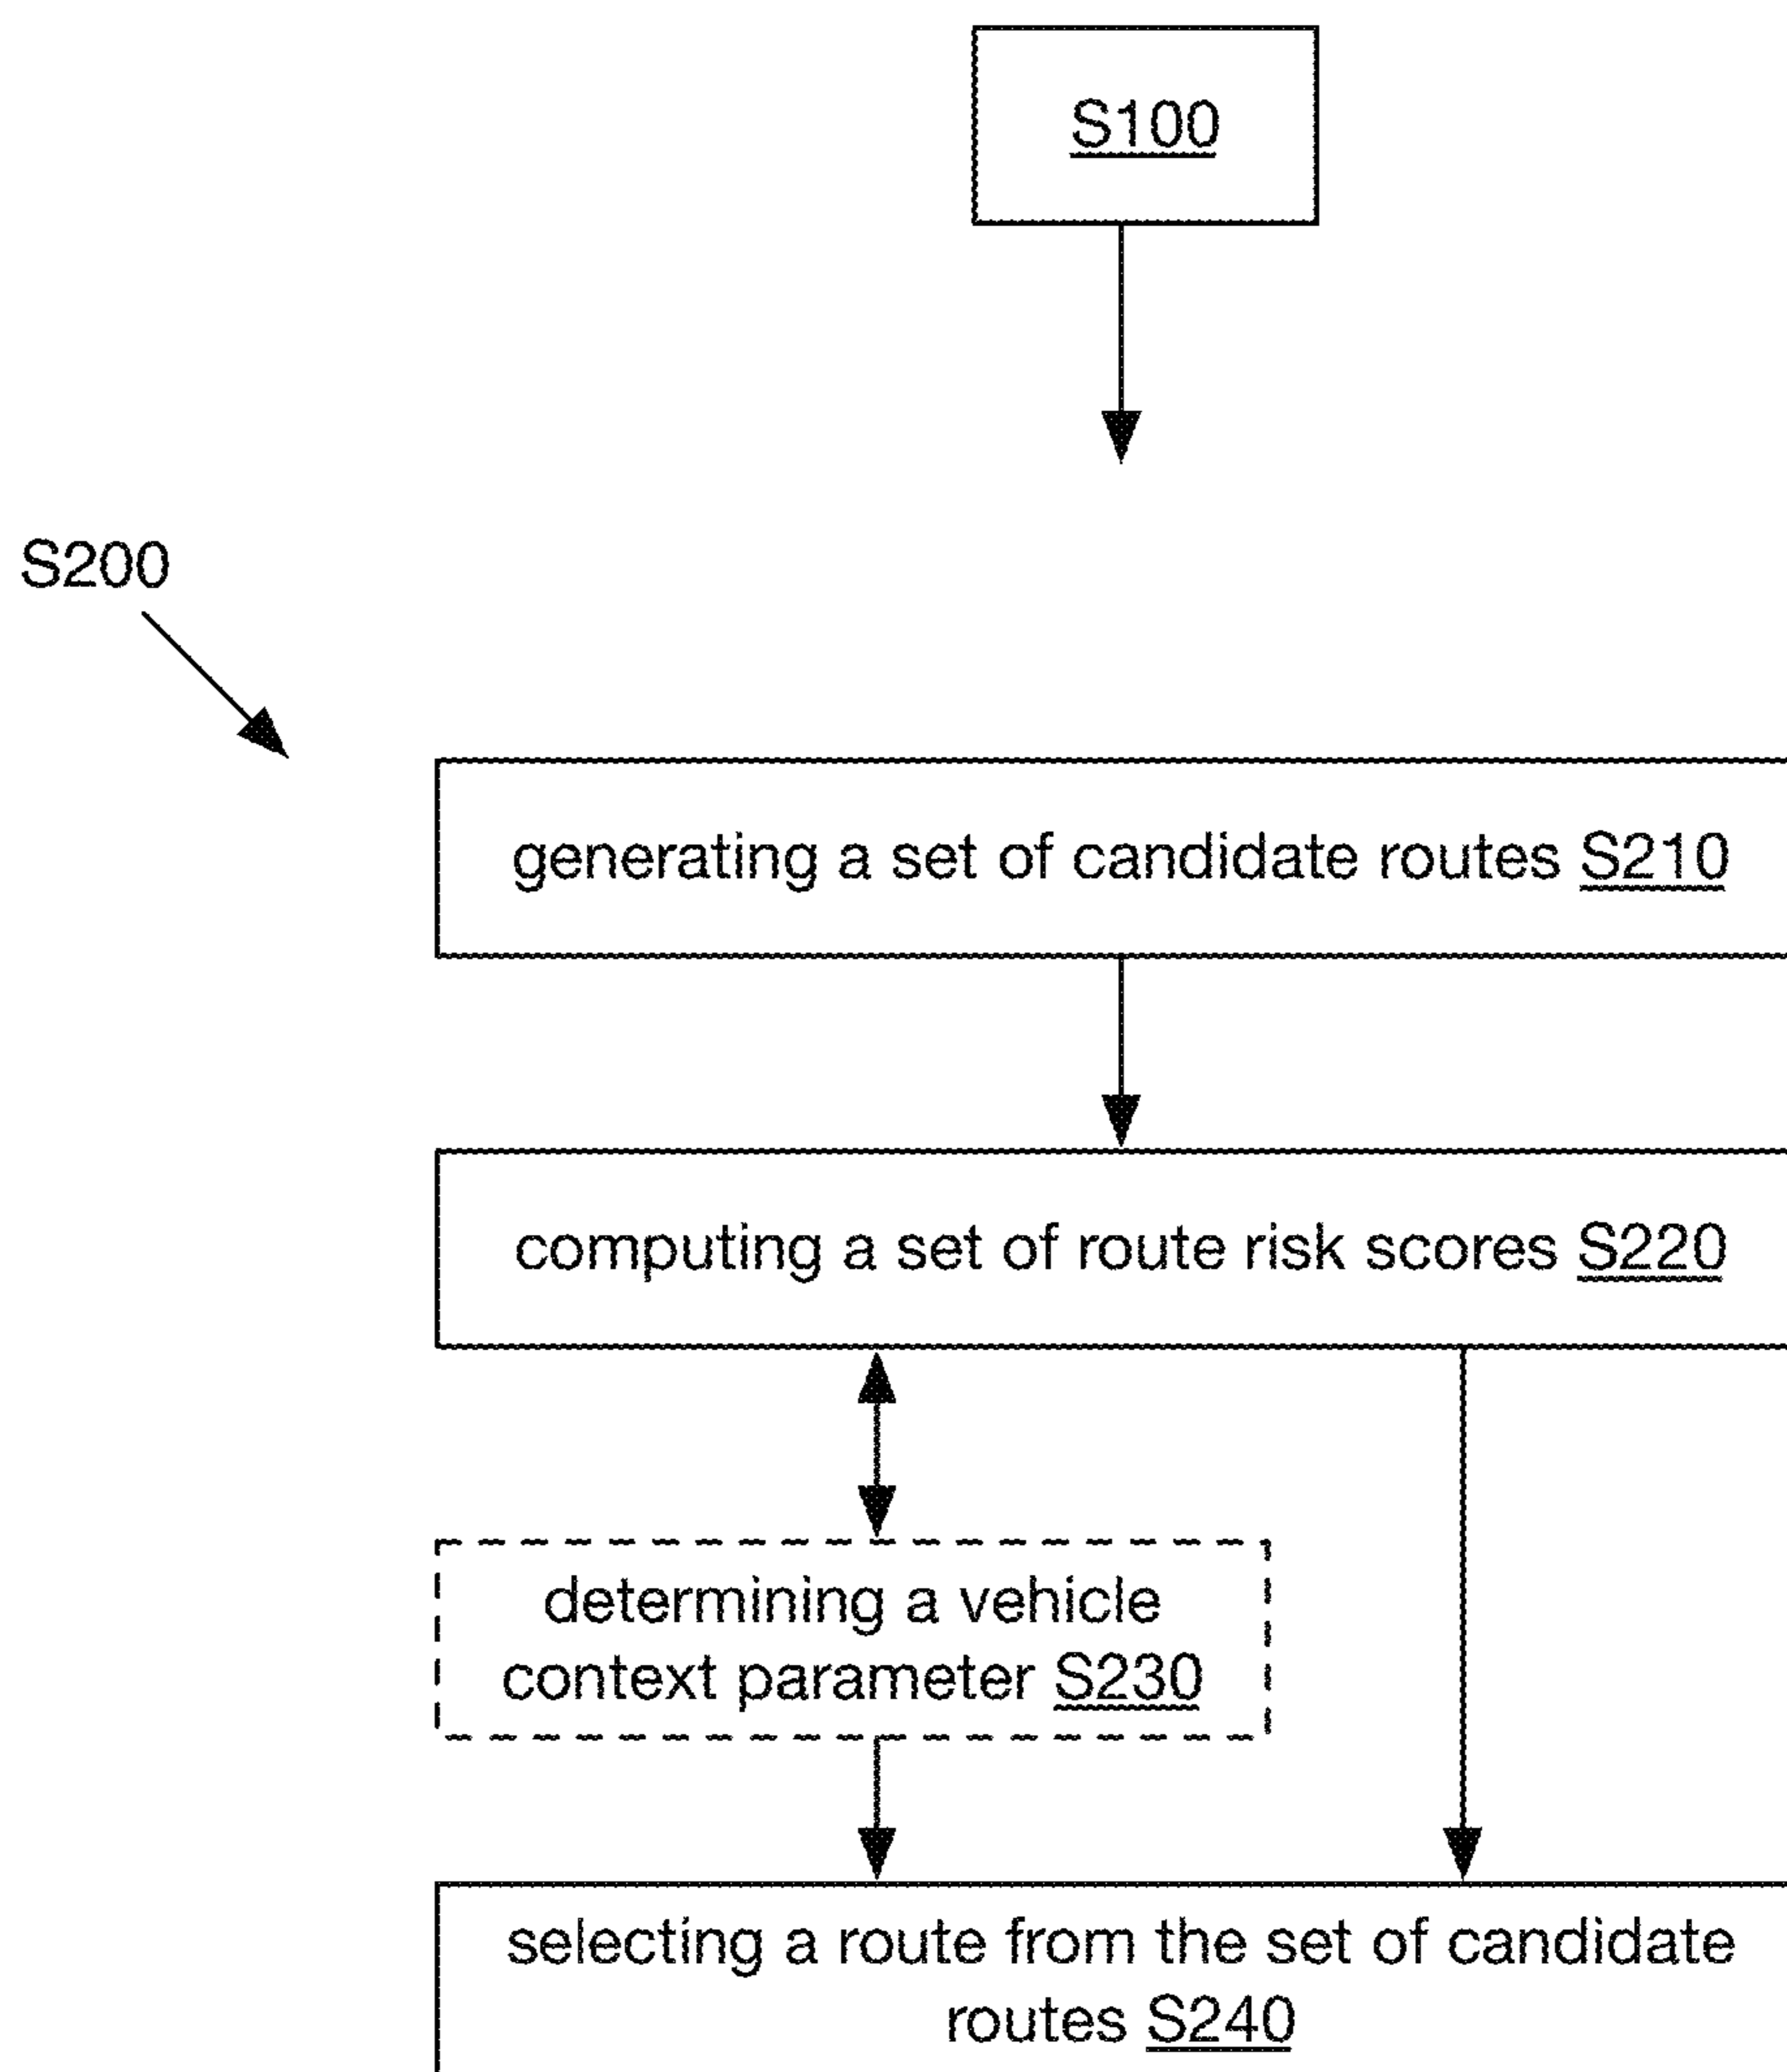 S100
S200
generating a set of candidate routes S210
computing a set of route risk scores S220
determining a vehicle
context parameter S230
selecting a route from the set of candidate
routes S240